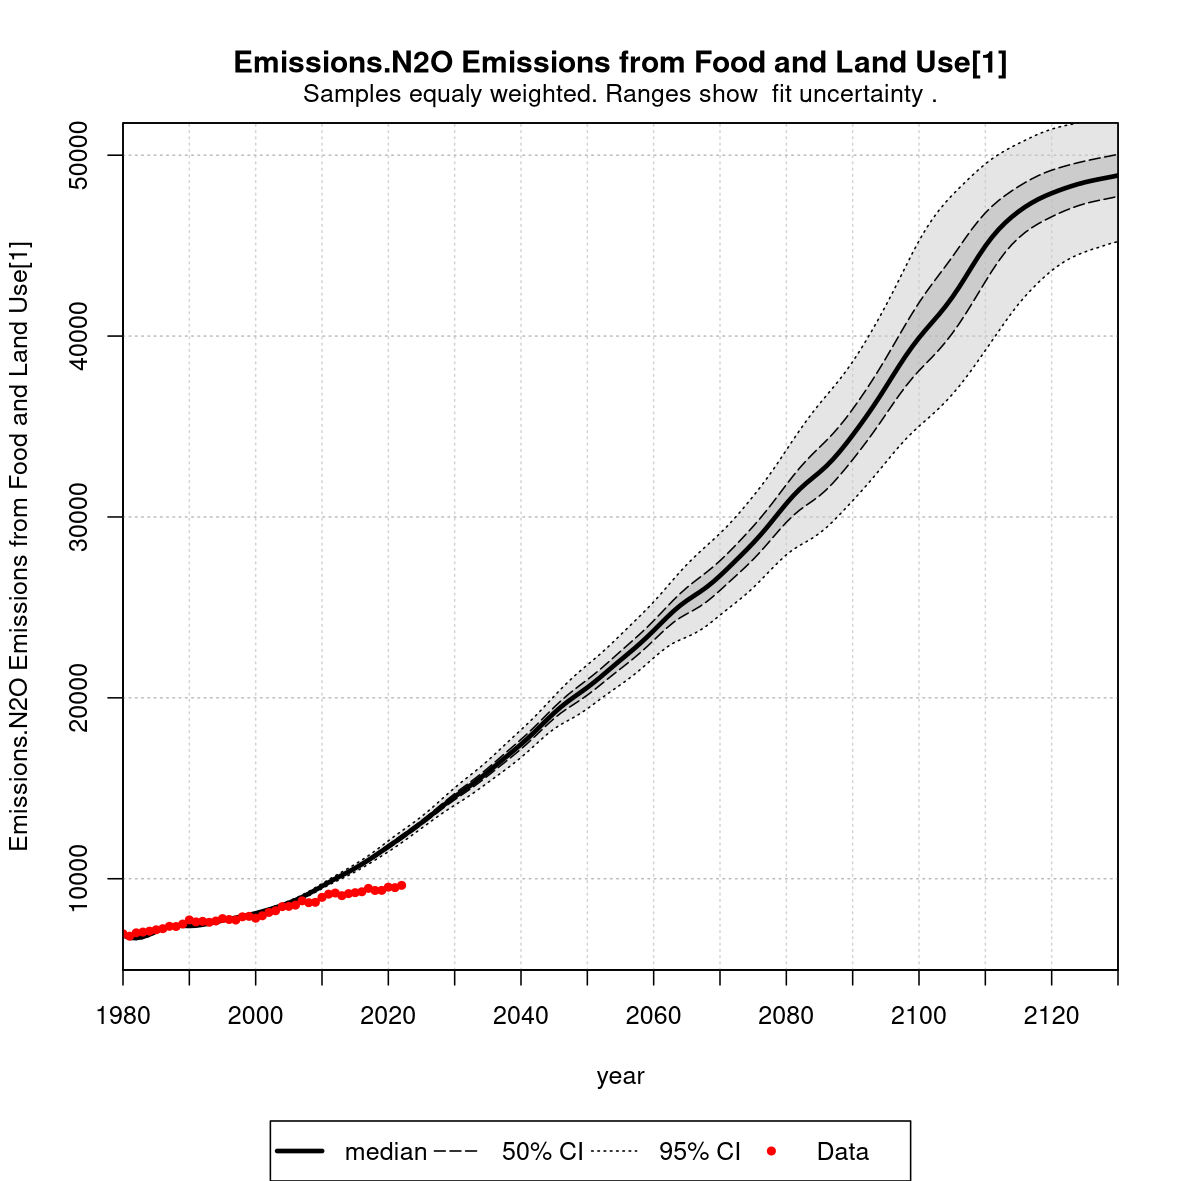 Emissions.N2O Emissions from Food and Land Use[1]
Samples equaly weighted. Ranges show  fit uncertainty .
Emissions.N2O Emissions from Food and Land Use[1]
50000
40000
30000
20000
10000
1980 2000 2020 2040 2060 2080 2100 2120
year
median 50% CI 95% CI Data